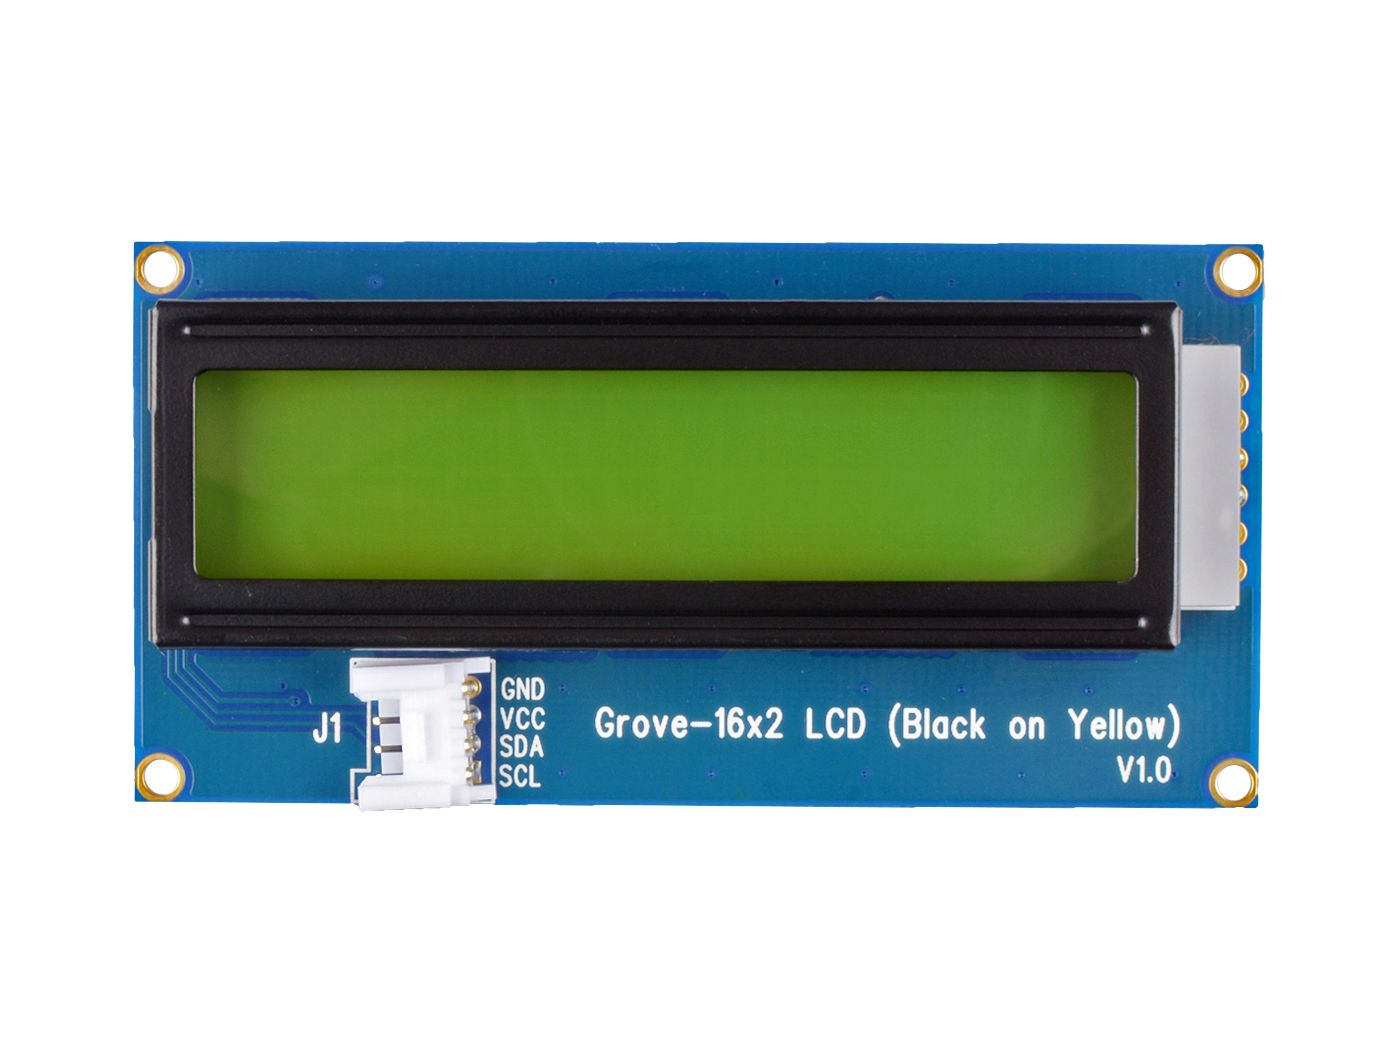 GND
VCC
SDA
SCL
J1
Grove-16x2 LCD (Black on Yellow)
V1.0